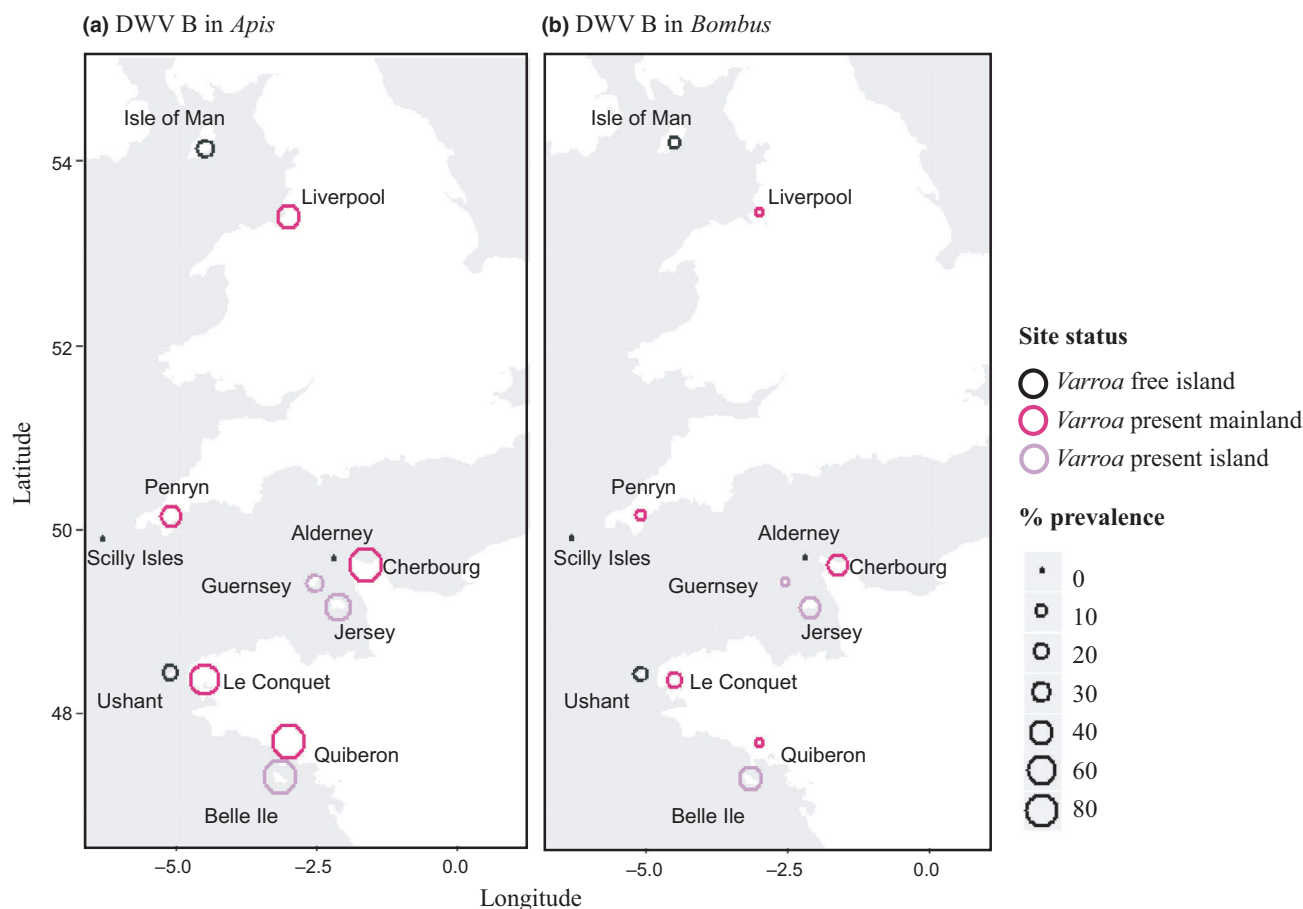 (a) DWV B in Apis
Isle of Man
Liverpool
Penryn
Scilly Isles
Alderney
Cherbourg
Guernsey
Jersey
Ushant
Le Conquet
Quiberon
Belle Ile
(b) DWV B in Bombus
Isle of Man
Liverpool
Penryn
Scilly Isles
Alderney
Cherbourg
Guernsey
Jersey
Ushant
Le Conquet
Quiberon
Belle Ile
Latitude
54
52
50
48
–5.0
–2.5
0.0
–5.0
–2.5
0.0
Longitude
Site status
Varroa free island
Varroa present mainland
Varroa present island
% prevalence
0
10
20
30
40
60
80